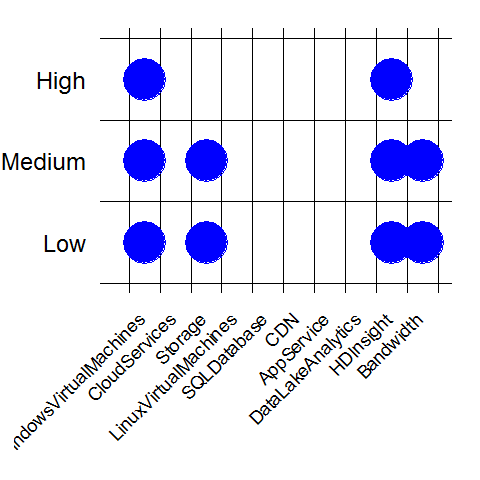 High
Medium
Low
ndowsVirtualMachines
CloudServices
Storage
LinuxVirtualMachines
SQLDatabase
CDN
AppService
DataLakeAnalytics
HDInsight
Bandwidth